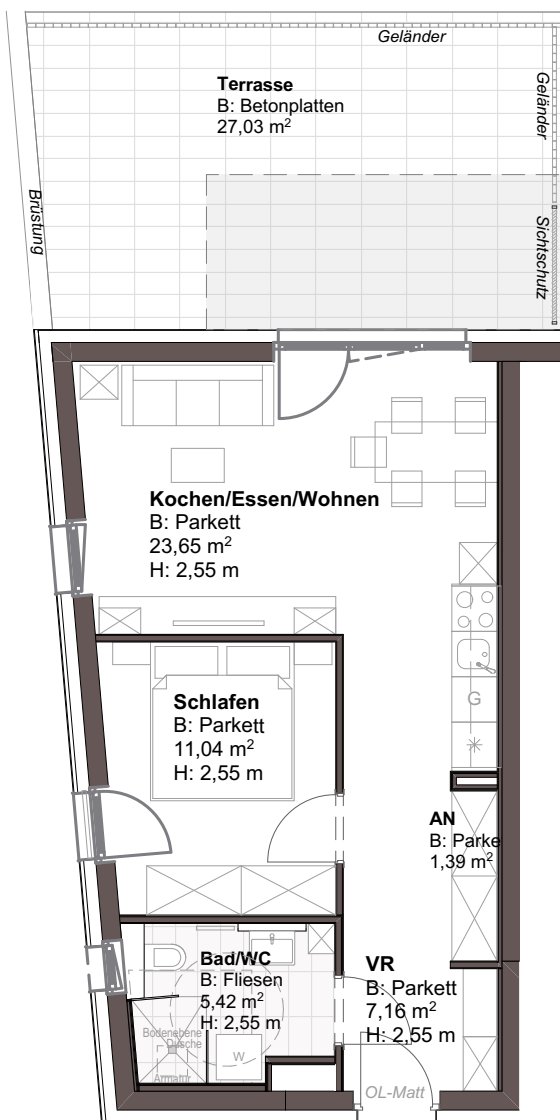 Geländer
Terrasse
B: Betonplatten
27,03 m²
Geländer
Brüstung
Sichtschutz
Kochen/Essen/Wohnen
B: Parkett
23,65 m²
H: 2,55 m
Schlafen
B: Parkett
11,04 m²
H: 2,55 m
G
AN
B: Parke
1,39 m²
Bad/WC
B: Fliesen
5,42 m²
H: 2,55 m
VR
B: Parkett
7,16 m²
H: 2,55 m
Bodenebene
Dusche
W
Armatur
OL-Matt